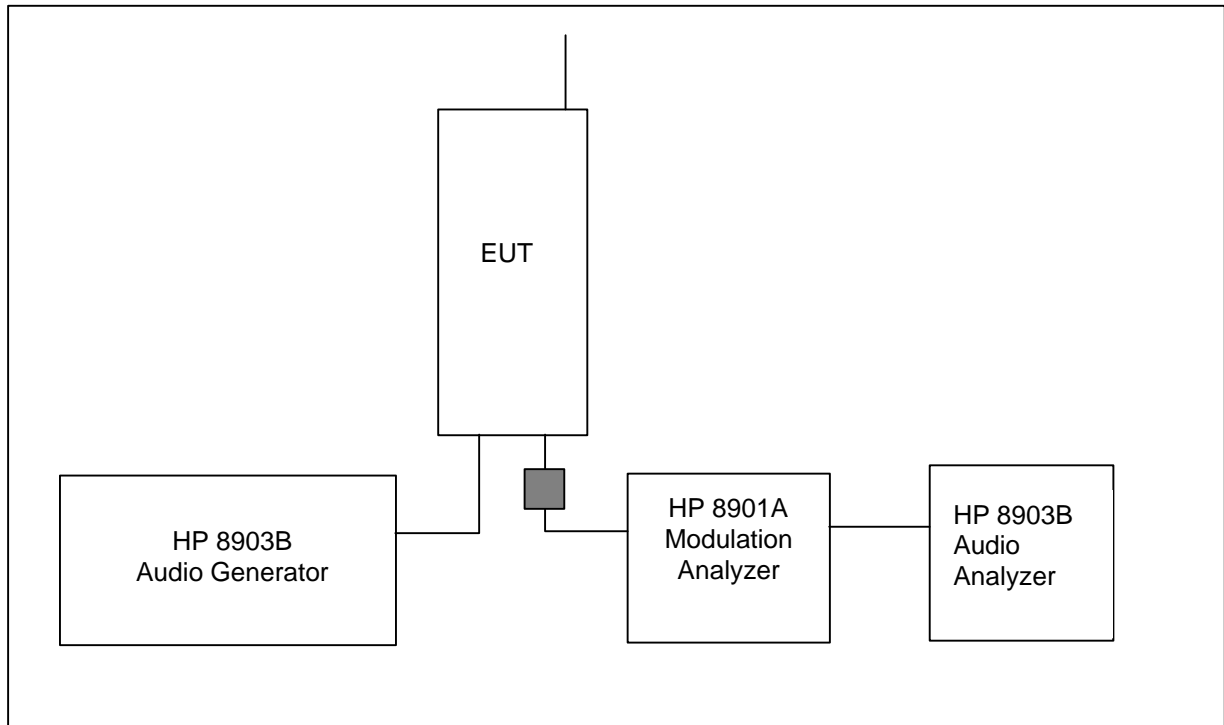 EUT
HP 8903B
Audio Generator
HP 8901A
Modulation
Analyzer
HP 8903B
Audio
Analyzer